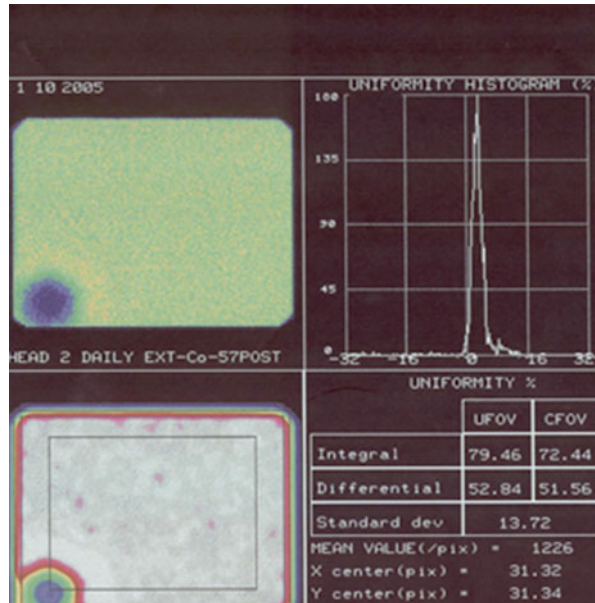 1 10 2005
HEAD 2 DAILY EXT-Co-57POST
UNIFORMITY HISTOGRAM (%
180
135
90
45
0
-32 -16 0 16 32
UNIFORMITY %
UFOV CFOV
Integral 79.46 72.44
Differential 52.84 51.56
Standard dev 13.72
MEAN VALUE(/pix) = 1226
X center(pix) = 31.32
Y center(pix) = 31.34